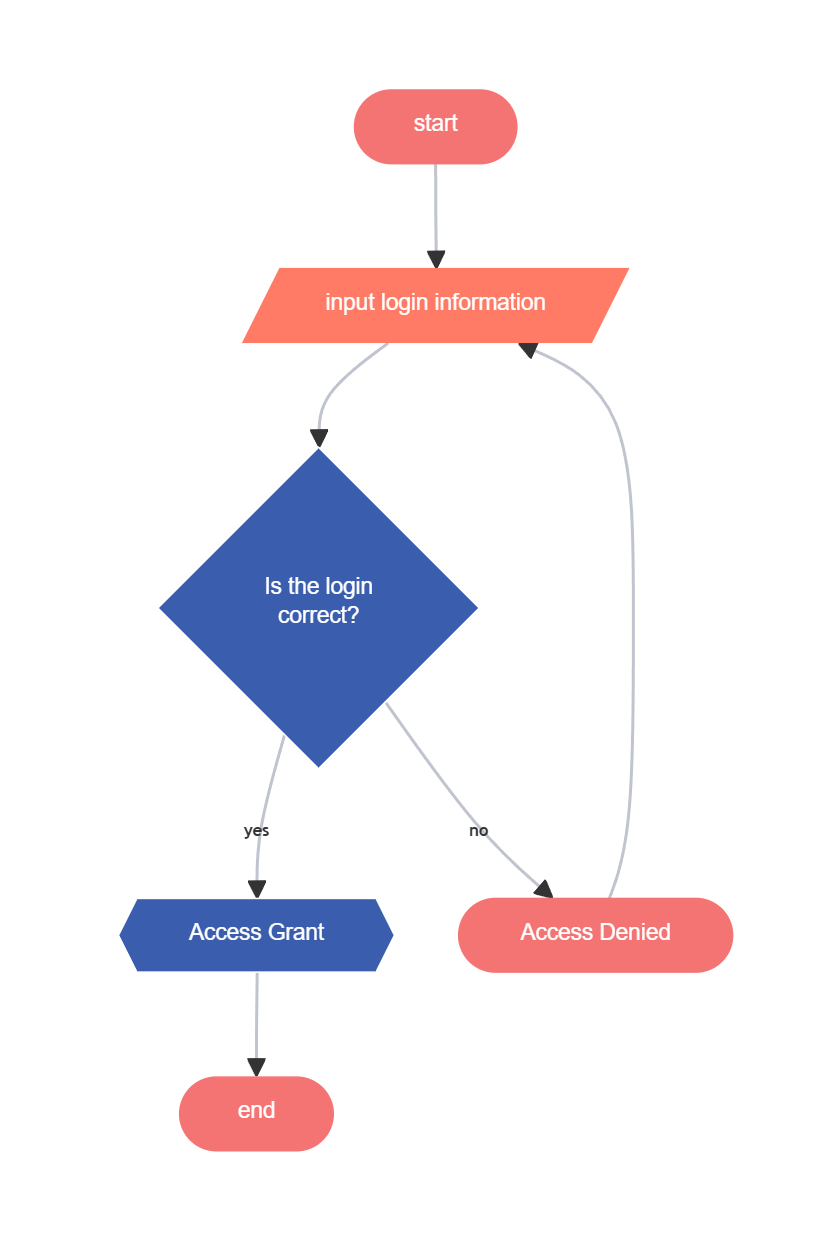 start
input login information
Is the login
correct?
yes
no
Access Grant
Access Denied
end